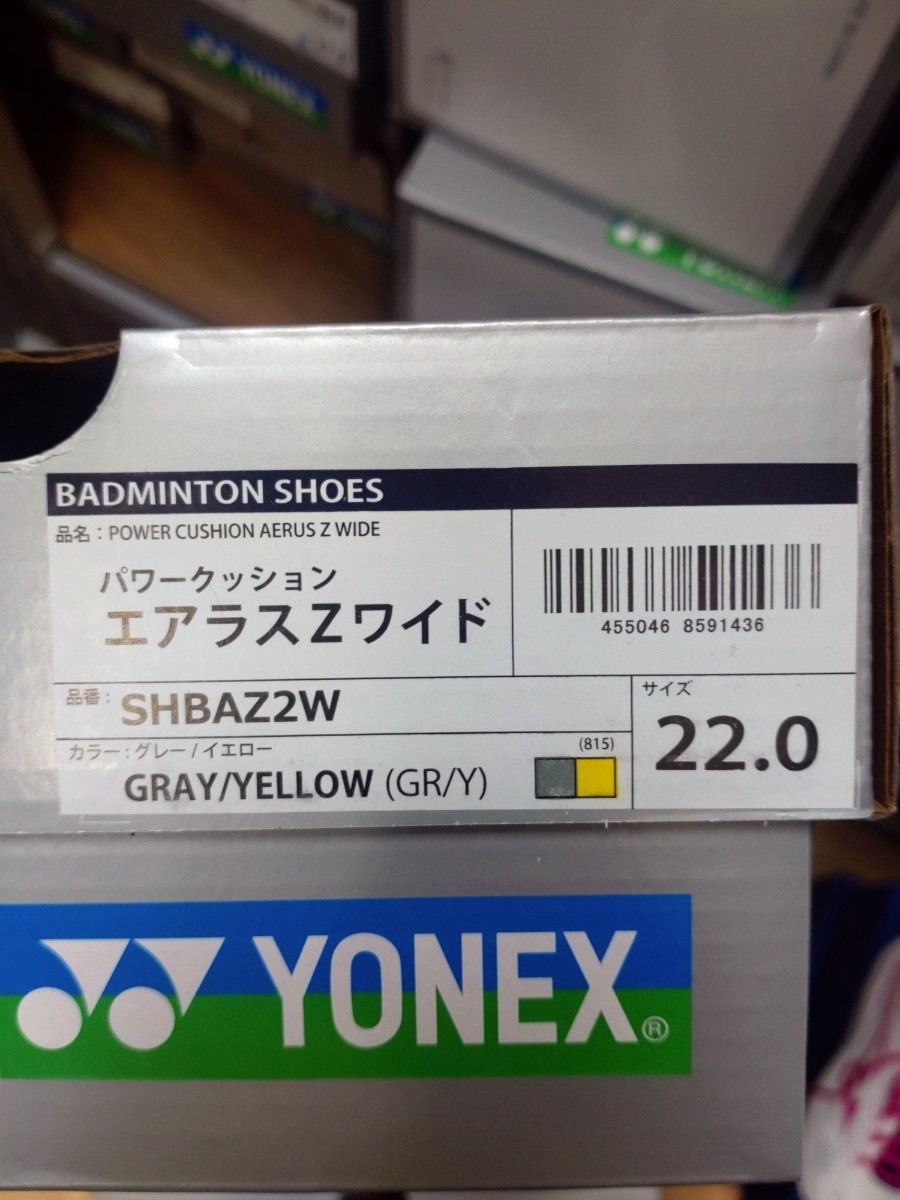 YONEX
BADMINTON SHOES
品名：POWER CUSHION AERUS Z WIDE
パワークッション
エアラスZワイド
455046 8591436
品番：
SHBAZ2W
サイズ
22.0
カラー：グレー/イエロー
(815)
GRAY/YELLOW (GR/Y)
YONEX®